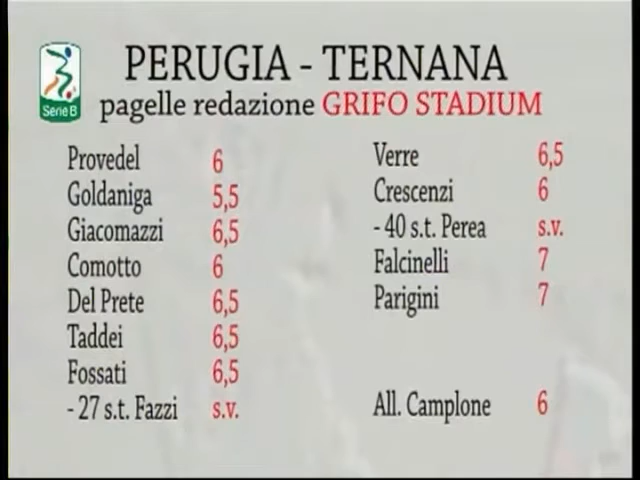 PERUGIA - TERNANA
pagelle redazione GRIFO STADIUM
Serie B
Provedel 6
Goldaniga 5,5
Giacomazzi 6,5
Comotto 6
Del Prete 6,5
Taddei 6,5
Fossati 6,5
- 27 s.t. Fazzi s.v.
Verre 6,5
Crescenzi 6
- 40 s.t. Perea s.v.
Falcinelli 7
Parigini 7
All. Camplone 6